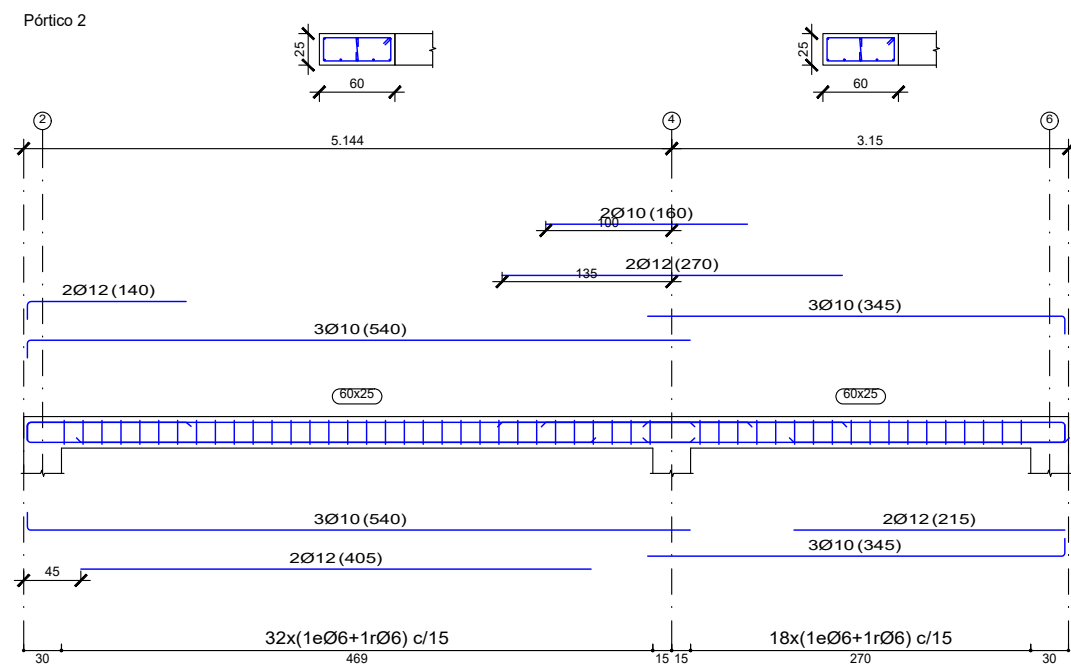 Pórtico 2
25
60
25
60
2
4
6
5.144
3.15
2Ø10 (160)
100
2Ø12 (270)
135
2Ø12 (140)
3Ø10 (345)
3Ø10 (540)
60x25
60x25
3Ø10 (540)
2Ø12 (215)
3Ø10 (345)
2Ø12 (405)
45
32x(1eØ6+1rØ6) c/15
18x(1eØ6+1rØ6) c/15
30
469
15
15
270
30